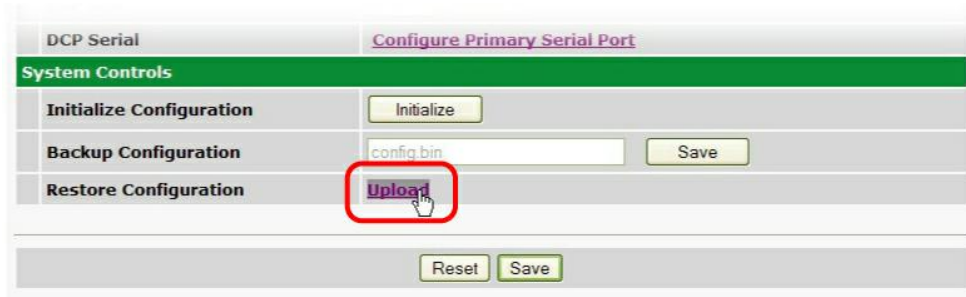 DCP Serial Configure Primary Serial Port
System Controls
Initialize Configuration Initialize
Backup Configuration config.bin Save
Restore Configuration Upload
Reset Save